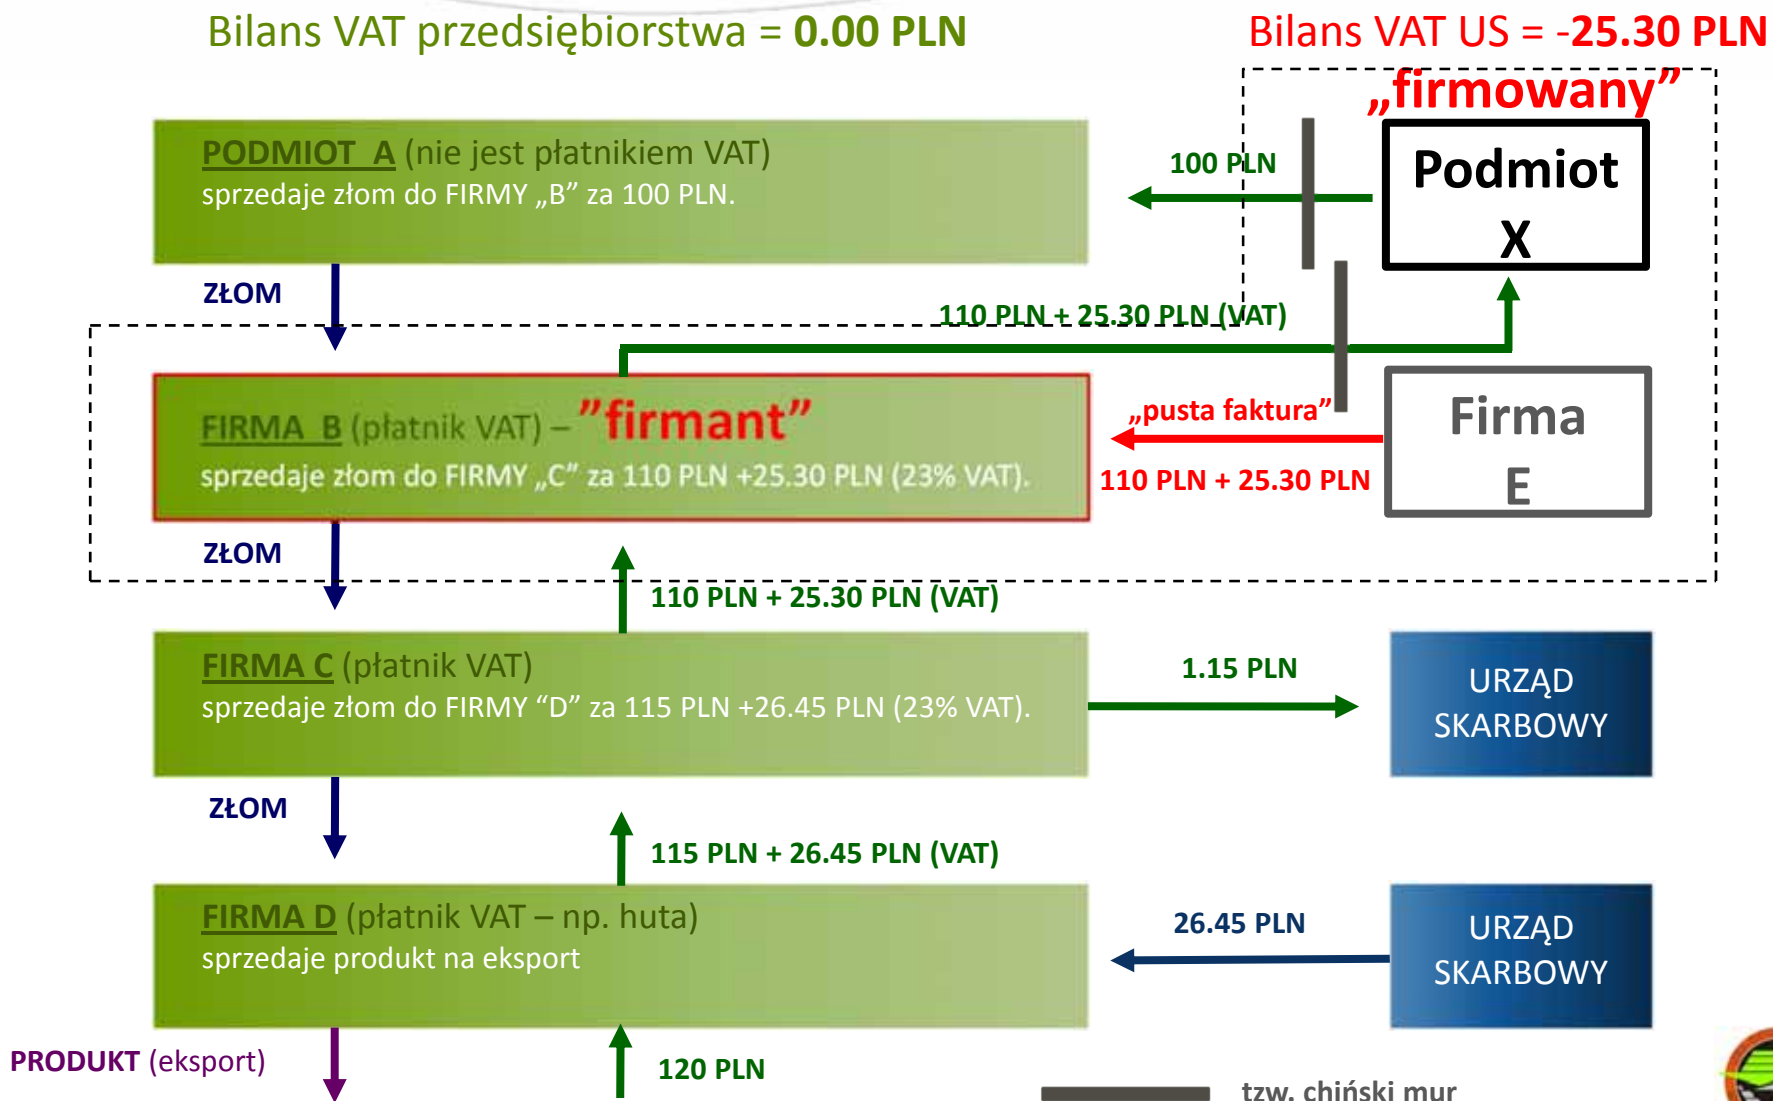 Bilans VAT przedsiębiorstwa = 0.00 PLN
Bilans VAT US = -25.30 PLN
„firmowany”
PODMIOT A (nie jest płatnikiem VAT)
sprzedaje złom do FIRMY „B” za 100 PLN.
100 PLN
Podmiot
X
ZŁOM
110 PLN + 25.30 PLN (VAT)
FIRMA B (płatnik VAT) – ”firmant”
sprzedaje złom do FIRMY „C” za 110 PLN +25.30 PLN (23% VAT).
„pusta faktura”
110 PLN + 25.30 PLN
Firma
E
ZŁOM
110 PLN + 25.30 PLN (VAT)
FIRMA C (płatnik VAT)
sprzedaje złom do FIRMY “D” za 115 PLN +26.45 PLN (23% VAT).
1.15 PLN
URZĄD
SKARBOWY
ZŁOM
115 PLN + 26.45 PLN (VAT)
FIRMA D (płatnik VAT – np. huta)
sprzedaje produkt na eksport
26.45 PLN
URZĄD
SKARBOWY
PRODUKT (eksport)
120 PLN
tzw. chiński mur